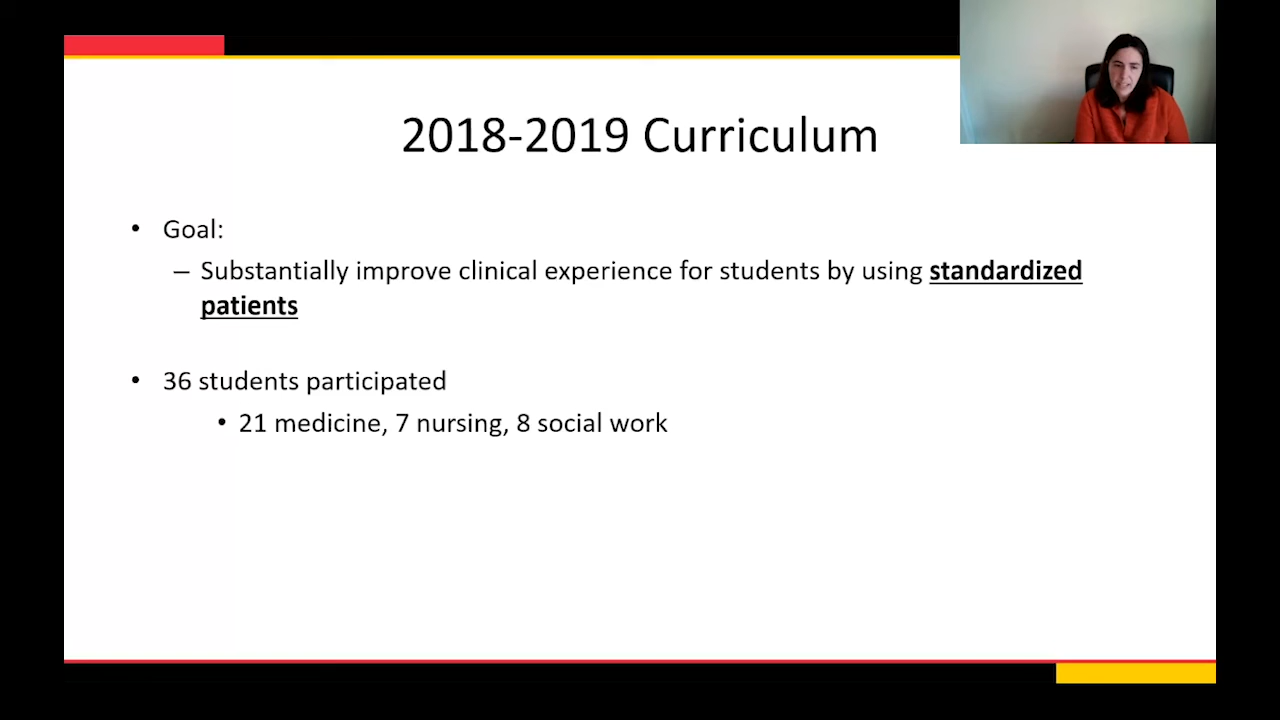 2018-2019 Curriculum
• Goal:
– Substantially improve clinical experience for students by using standardized
patients
• 36 students participated
• 21 medicine, 7 nursing, 8 social work